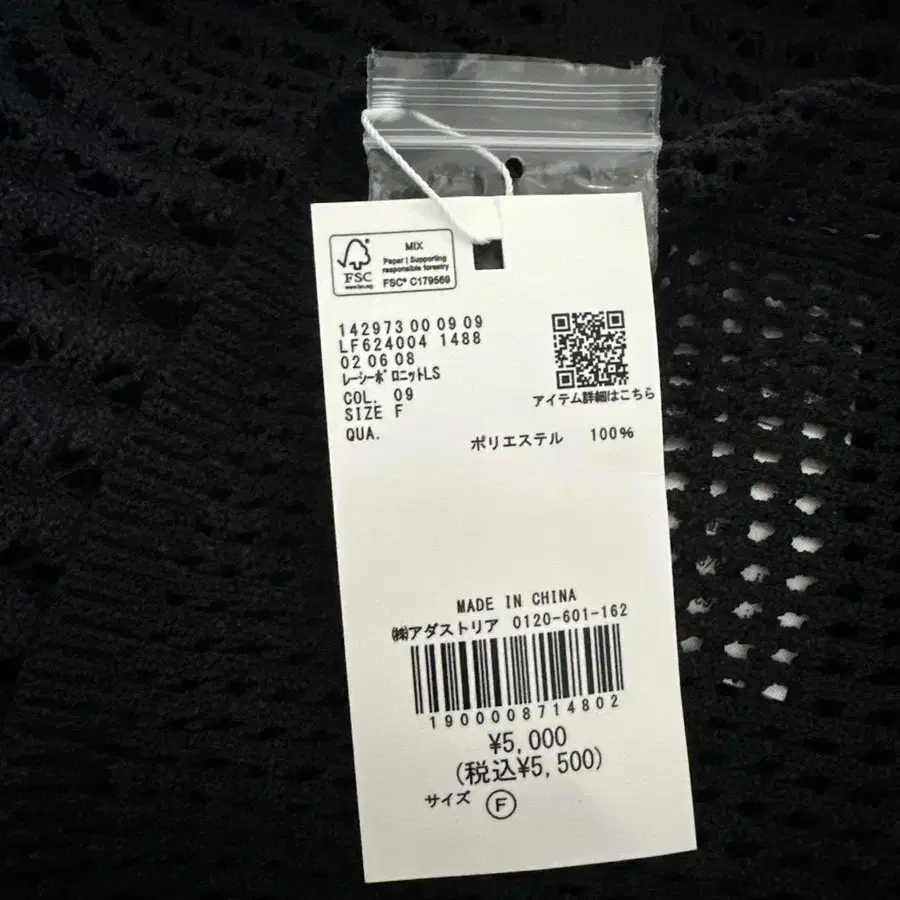 MIX
Paper | Supporting
responsible forestry
FSC
www.fsc.org
FSC® C179569
142973 00 09 09
LF624004 1488
02 06 08
ﾚｰｼｰﾎﾞﾛﾆｯﾄLS
COL. 09
SIZE F
QUA.
アイテム詳細はこちら
ポリエステル 100%
MADE IN CHINA
㈱アダストリア 0120-601-162
1900008714802
¥5,000
(税込¥5,500)
サイズ Ⓕ